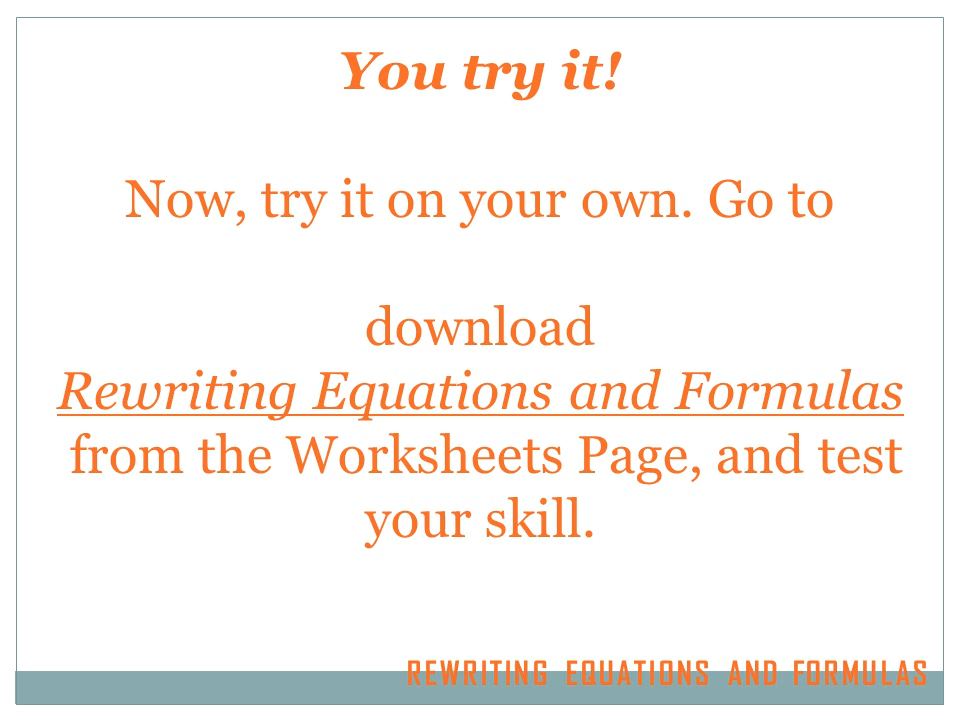 You try it!
Now, try it on your own. Go to
download
Rewriting Equations and Formulas
from the Worksheets Page, and test
your skill.
REWRITING EQUATIONS AND FORMULAS